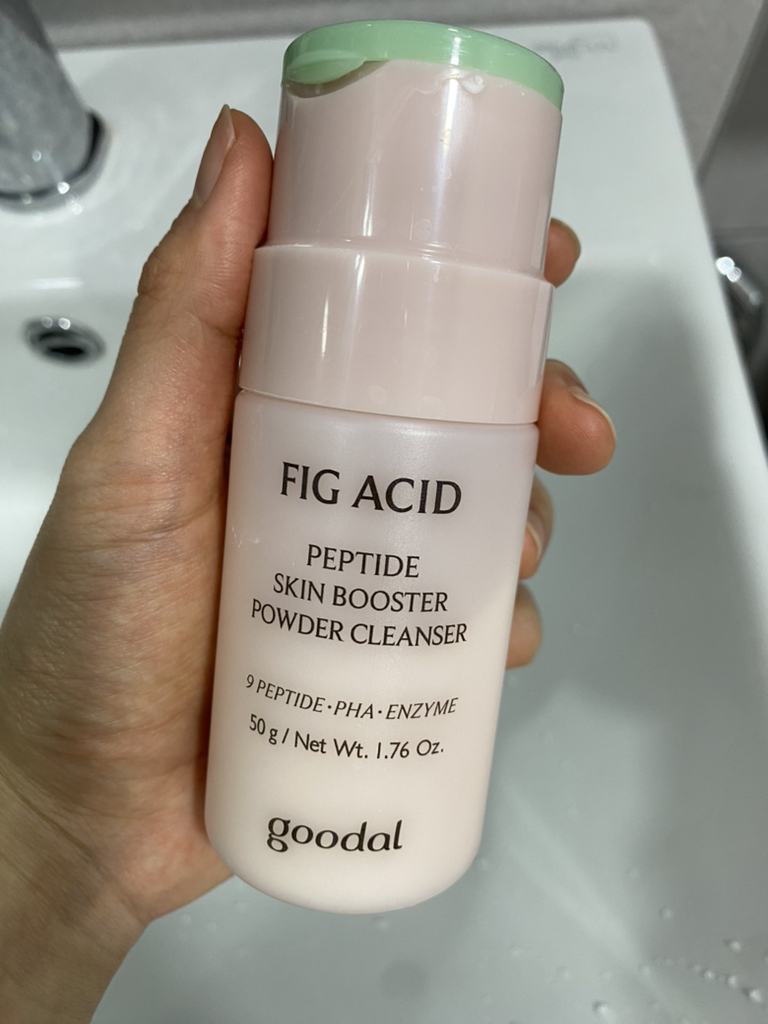 FIG ACID
PEPTIDE
SKIN BOOSTER
POWDER CLEANSER
9 PEPTIDE · PHA · ENZYME
50 g / Net Wt. 1.76 Oz.
goodal